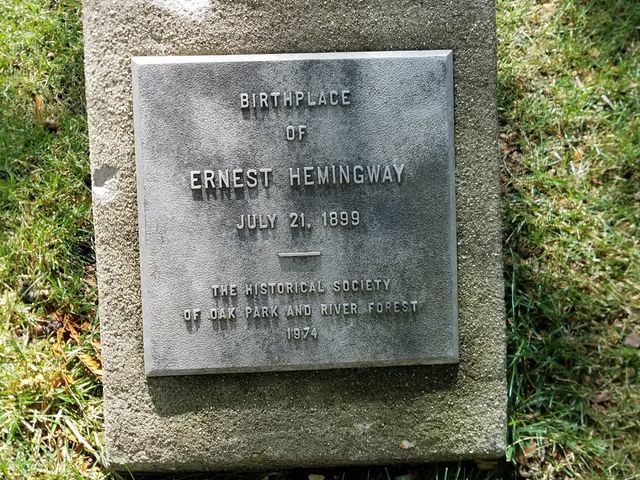 BIRTHPLACE
OF
ERNEST HEMINGWAY
JULY 21, 1899
THE HISTORICAL SOCIETY
OF OAK PARK AND RIVER FOREST
1974